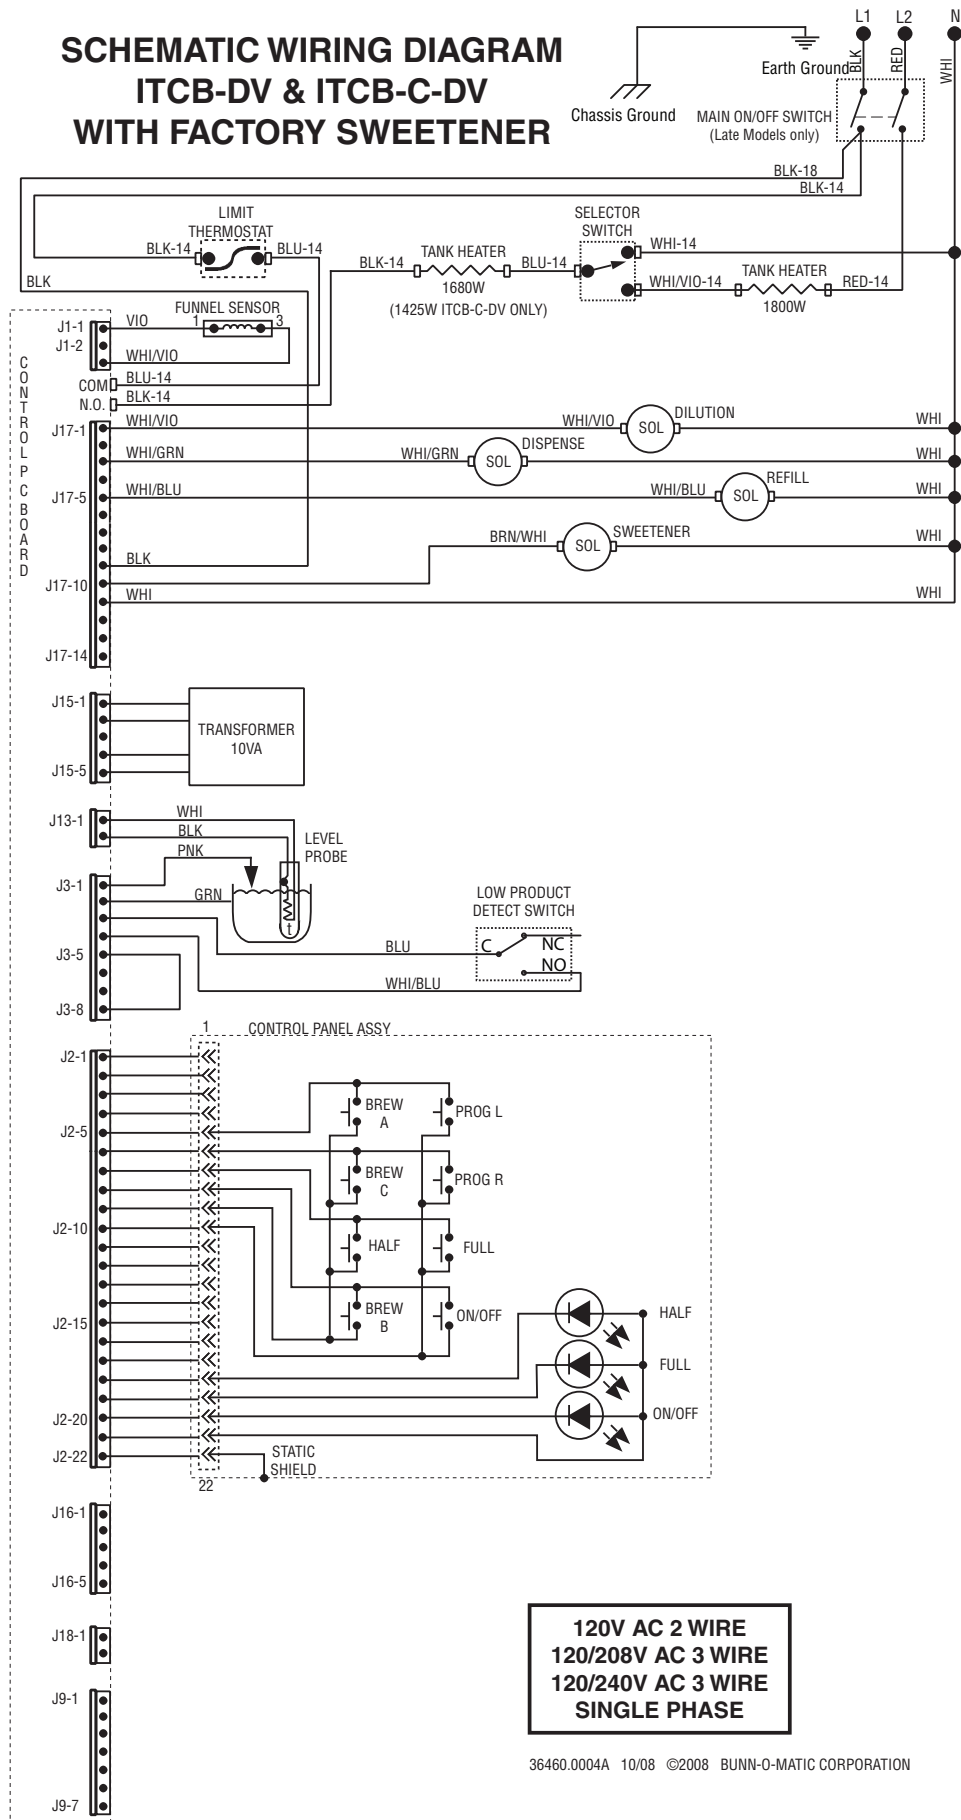 SCHEMATIC WIRING DIAGRAM
ITCB-DV & ITCB-C-DV
WITH FACTORY SWEETENER
L1
L2
N
BLK
RED
WHI
Earth Ground
Chassis Ground
MAIN ON/OFF SWITCH
(Late Models only)
BLK-18
BLK-14
LIMIT
THERMOSTAT
BLK-14
BLU-14
SELECTOR
SWITCH
WHI-14
BLK-14
TANK HEATER
1680W
(1425W ITCB-C-DV ONLY)
BLU-14
WHI/VIO-14
TANK HEATER
1800W
RED-14
BLK
FUNNEL SENSOR
1
3
J1-1
J1-2
VIO
WHI/VIO
COM
BLU-14
N.O.
BLK-14
CONTROL PC BOARD
J17-1
WHI/VIO
WHI/VIO
SOL
DILUTION
WHI
WHI/GRN
WHI/GRN
SOL
DISPENSE
WHI
J17-5
WHI/BLU
WHI/BLU
SOL
REFILL
WHI
BRN/WHI
SOL
SWEETENER
WHI
BLK
J17-10
WHI
WHI
J17-14
J15-1
TRANSFORMER
10VA
J15-5
J13-1
WHI
BLK
LEVEL
PROBE
PNK
J3-1
GRN
t
LOW PRODUCT
DETECT SWITCH
BLU
C
NC
NO
J3-5
WHI/BLU
J3-8
1
CONTROL PANEL ASSY
J2-1
J2-5
BREW
A
PROG L
BREW
C
PROG R
J2-10
HALF
FULL
BREW
B
ON/OFF
J2-15
HALF
FULL
J2-20
ON/OFF
J2-22
STATIC
SHIELD
22
J16-1
J16-5
J18-1
J9-1
J9-7
120V AC 2 WIRE
120/208V AC 3 WIRE
120/240V AC 3 WIRE
SINGLE PHASE
36460.0004A 10/08 ©2008 BUNN-O-MATIC CORPORATION